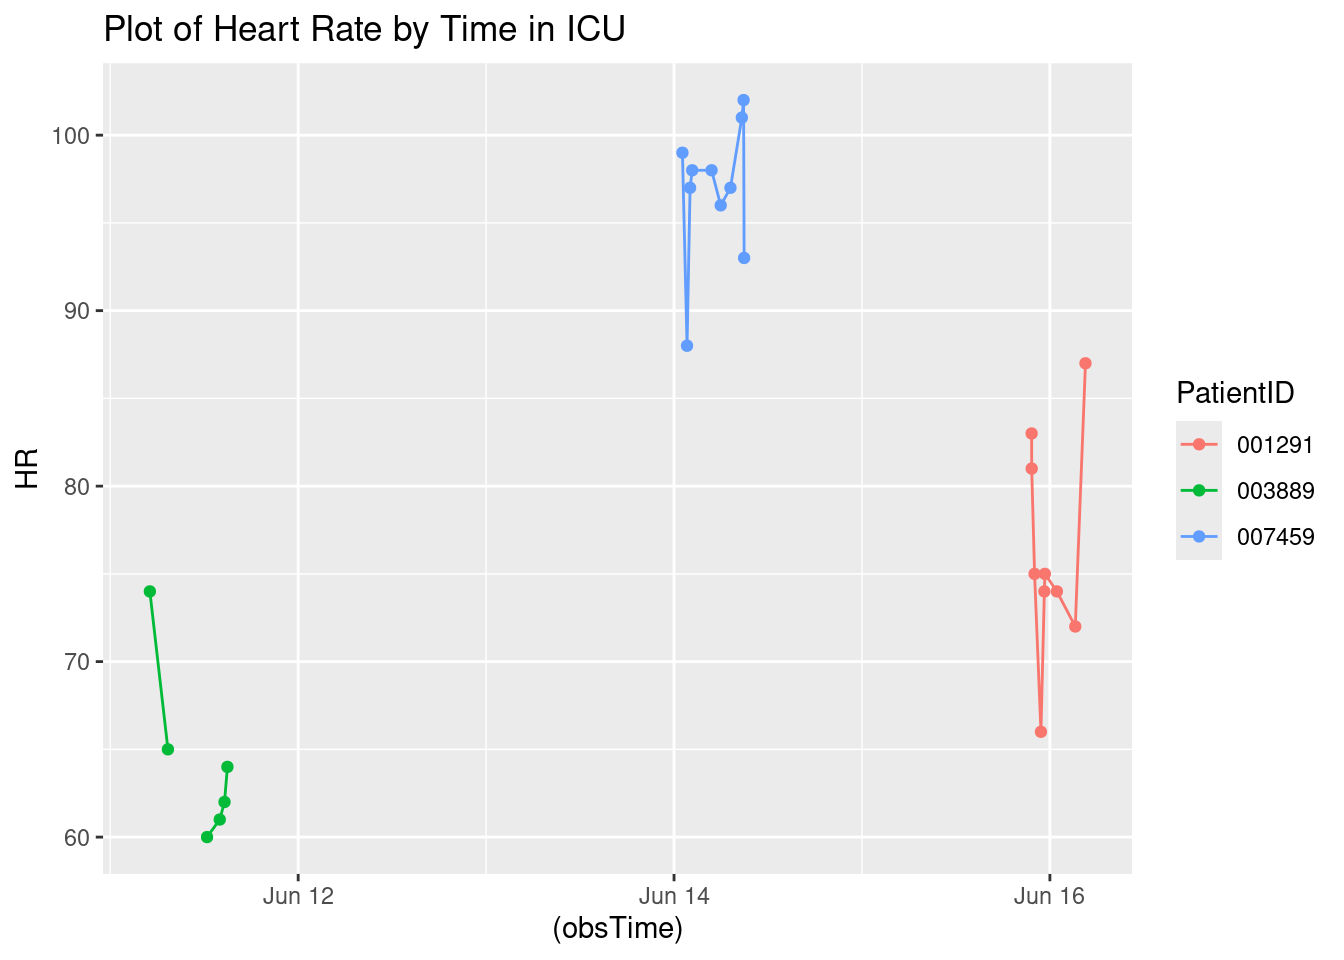 Plot of Heart Rate by Time in ICU
100
90
80
70
60
HR
Jun 12
Jun 14
Jun 16
(obsTime)
PatientID
001291
003889
007459